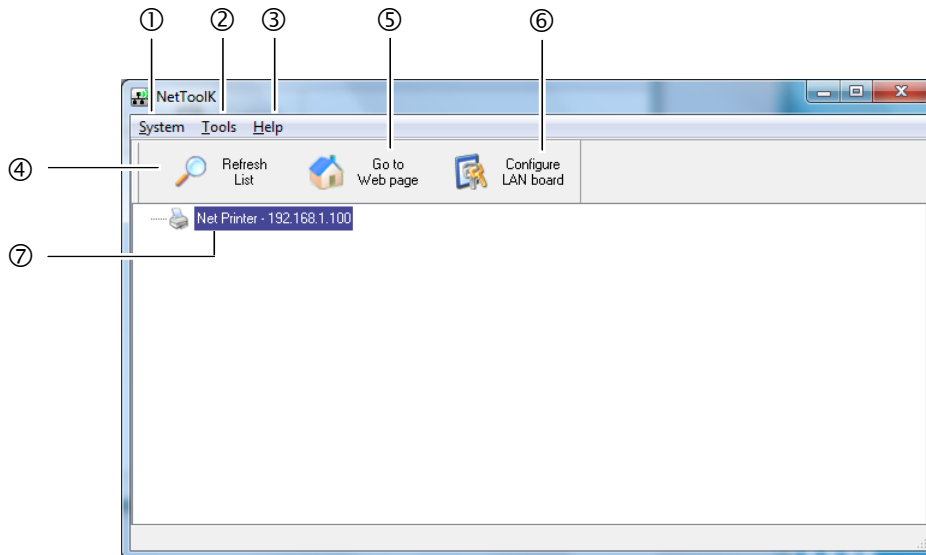 ① ② ③ ⑤ ⑥
NetToolK
System Tools Help
④
Refresh
List
Go to
Web page
Configure
LAN board
Net Printer - 192.168.1.100
⑦